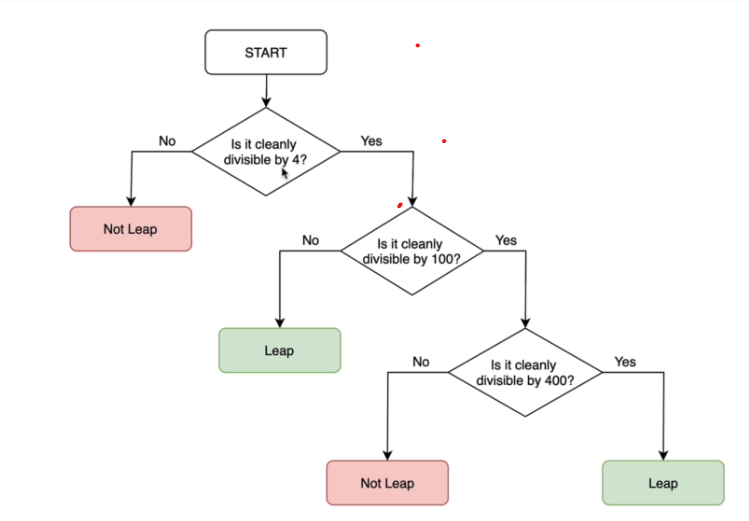 START
No
Is it cleanly
divisible by 4?
Yes
Not Leap
No
Is it cleanly
divisible by 100?
Yes
Leap
No
Is it cleanly
divisible by 400?
Yes
Not Leap
Leap